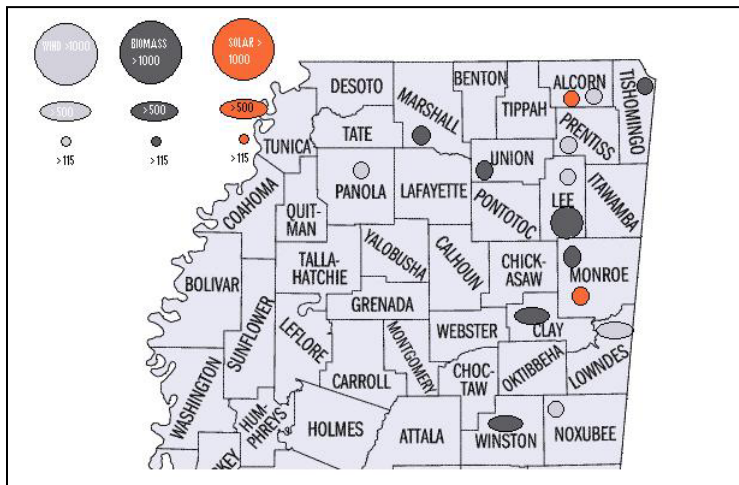 WIND >1000
BIOMASS
>1000
SOLAR >
1000
>500
>500
>500
>115
>115
>115
DESOTO
BENTON
ALCORN
TISHOMINGO
MARSHALL
TIPPAH
PRENTISS
TATE
TUNICA
UNION
PANOLA
LAFAYETTE
PONTOTOC
LEE
ITAWAMBA
COAHOMA
QUIT-
MAN
YALOBUSHA
CALHOUN
CHICK-
ASAW
MONROE
TALLA-
HATCHIE
BOLIVAR
SUNFLOWER
GRENADA
LEFLORE
WEBSTER
CLAY
MONTGOMERY
CHOC-
TAW
OKTIBBEHA
LOWNDES
WASHINGTON
CARROLL
HUM-
PHREYS
HOLMES
ATTALA
WINSTON
NOXUBEE
KEY